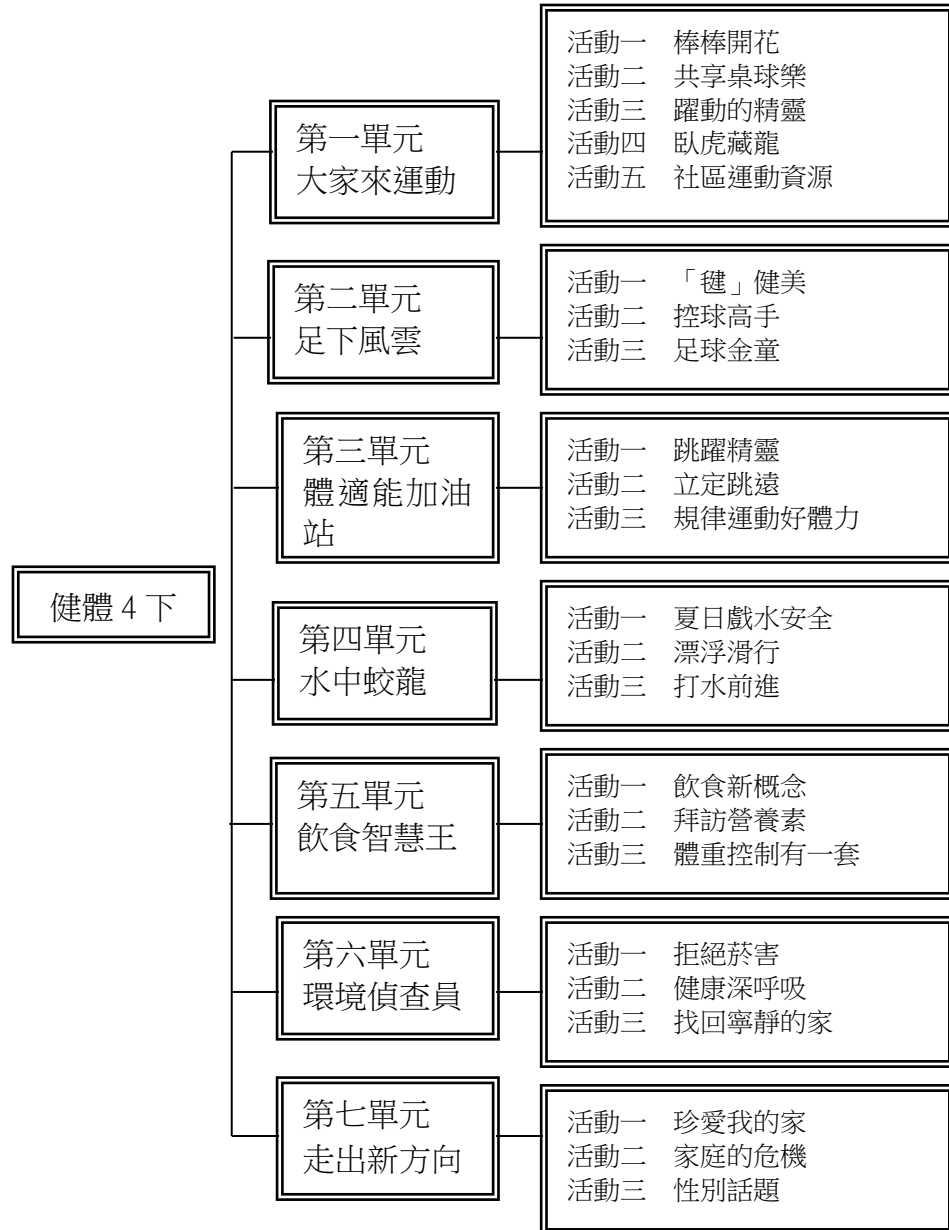 健體 4 下
第一單元
大家來運動
活動一 棒棒開花
活動二 共享桌球樂
活動三 躍動的精靈
活動四 臥虎藏龍
活動五 社區運動資源
第二單元
足下風雲
活動一 「毽」健美
活動二 控球高手
活動三 足球金童
第三單元
體適能加油
站
活動一 跳躍精靈
活動二 立定跳遠
活動三 規律運動好體力
第四單元
水中蛟龍
活動一 夏日戲水安全
活動二 漂浮滑行
活動三 打水前進
第五單元
飲食智慧王
活動一 飲食新概念
活動二 拜訪營養素
活動三 體重控制有一套
第六單元
環境偵查員
活動一 拒絕菸害
活動二 健康深呼吸
活動三 找回寧靜的家
第七單元
走出新方向
活動一 珍愛我的家
活動二 家庭的危機
活動三 性別話題